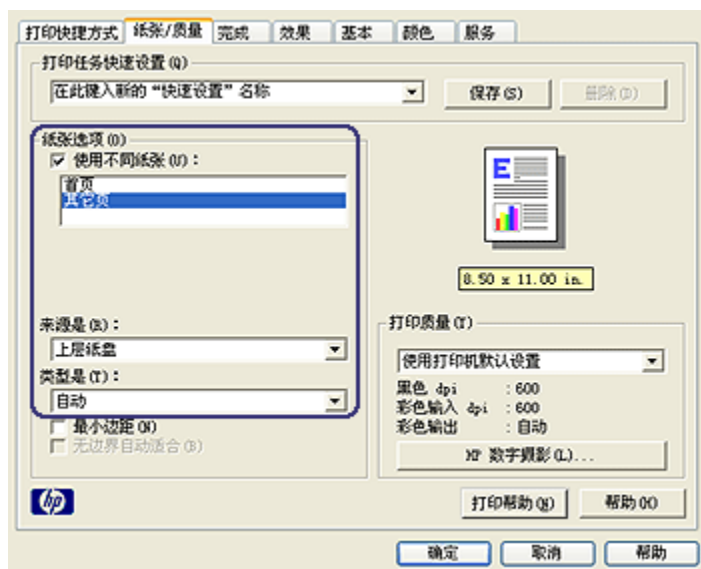 打印快捷方式 纸张/质量 完成 效果 基本 颜色 服务
打印任务快速设置(Q)
在此键入新的“快速设置”名称
保存(S) 删除(D)
纸张选项(O)
使用不同纸张(U):
首页
其它页
E
8.50 x 11.00 in.
来源是(R):
上层纸盘
类型是(T):
自动
最小边距(N)
无边界自动适合(B)
打印质量(Y)
使用打印机默认设置
黑色 dpi : 600
彩色输入 dpi : 600
彩色输出 : 自动
HP 数字摄影(L)...
hp
打印帮助(W) 帮助(X)
确定 取消 帮助